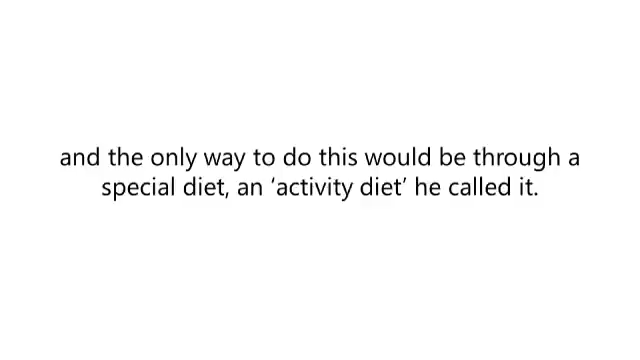 and the only way to do this would be through a
special diet, an ‘activity diet’ he called it.